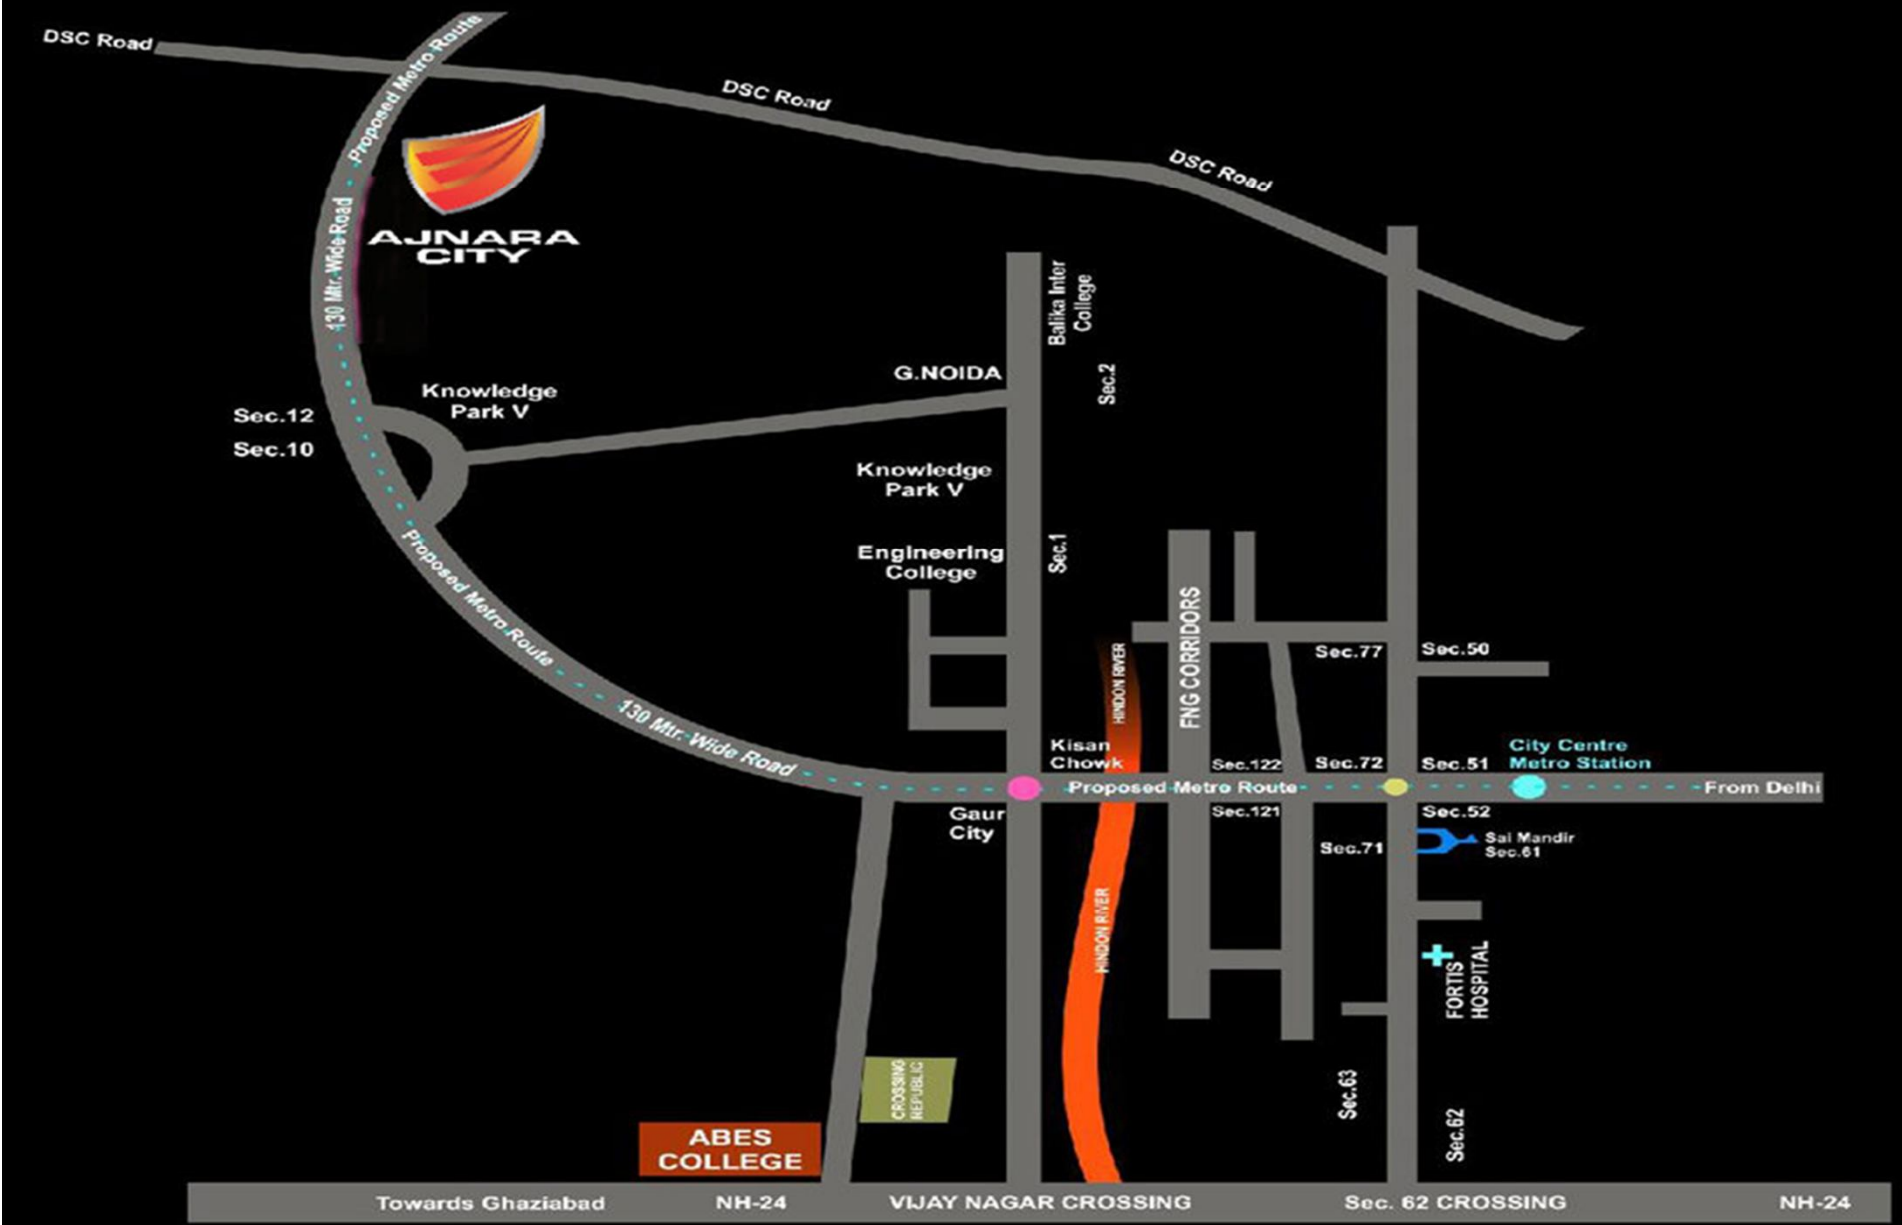 Proposed Metro Route
DSC Road
DSC Road
DSC Road
130 Mtr. Wide Road
AJNARA
CITY
Balika Inter
College
G.NOIDA
Sec.2
Knowledge
Park V
Sec.12
Sec.10
Knowledge
Park V
Engineering
College
Sec.1
Proposed Metro Route
130 Mtr. Wide Road
HINDON RIVER
FNG CORRIDORS
Sec.77
Sec.50
Kisan
Chowk
Sec.122
Sec.72
Sec.51
City Centre
Metro Station
Proposed Metro Route
From Delhi
Gaur
City
Sec.121
Sec.52
Sec.71
Sai Mandir
Sec.61
HINDON RIVER
FORTIS
HOSPITAL
CROSSING
REPUBLIC
Sec.63
Sec.62
ABES
COLLEGE
Towards Ghaziabad
NH-24
VIJAY NAGAR CROSSING
Sec. 62 CROSSING
NH-24